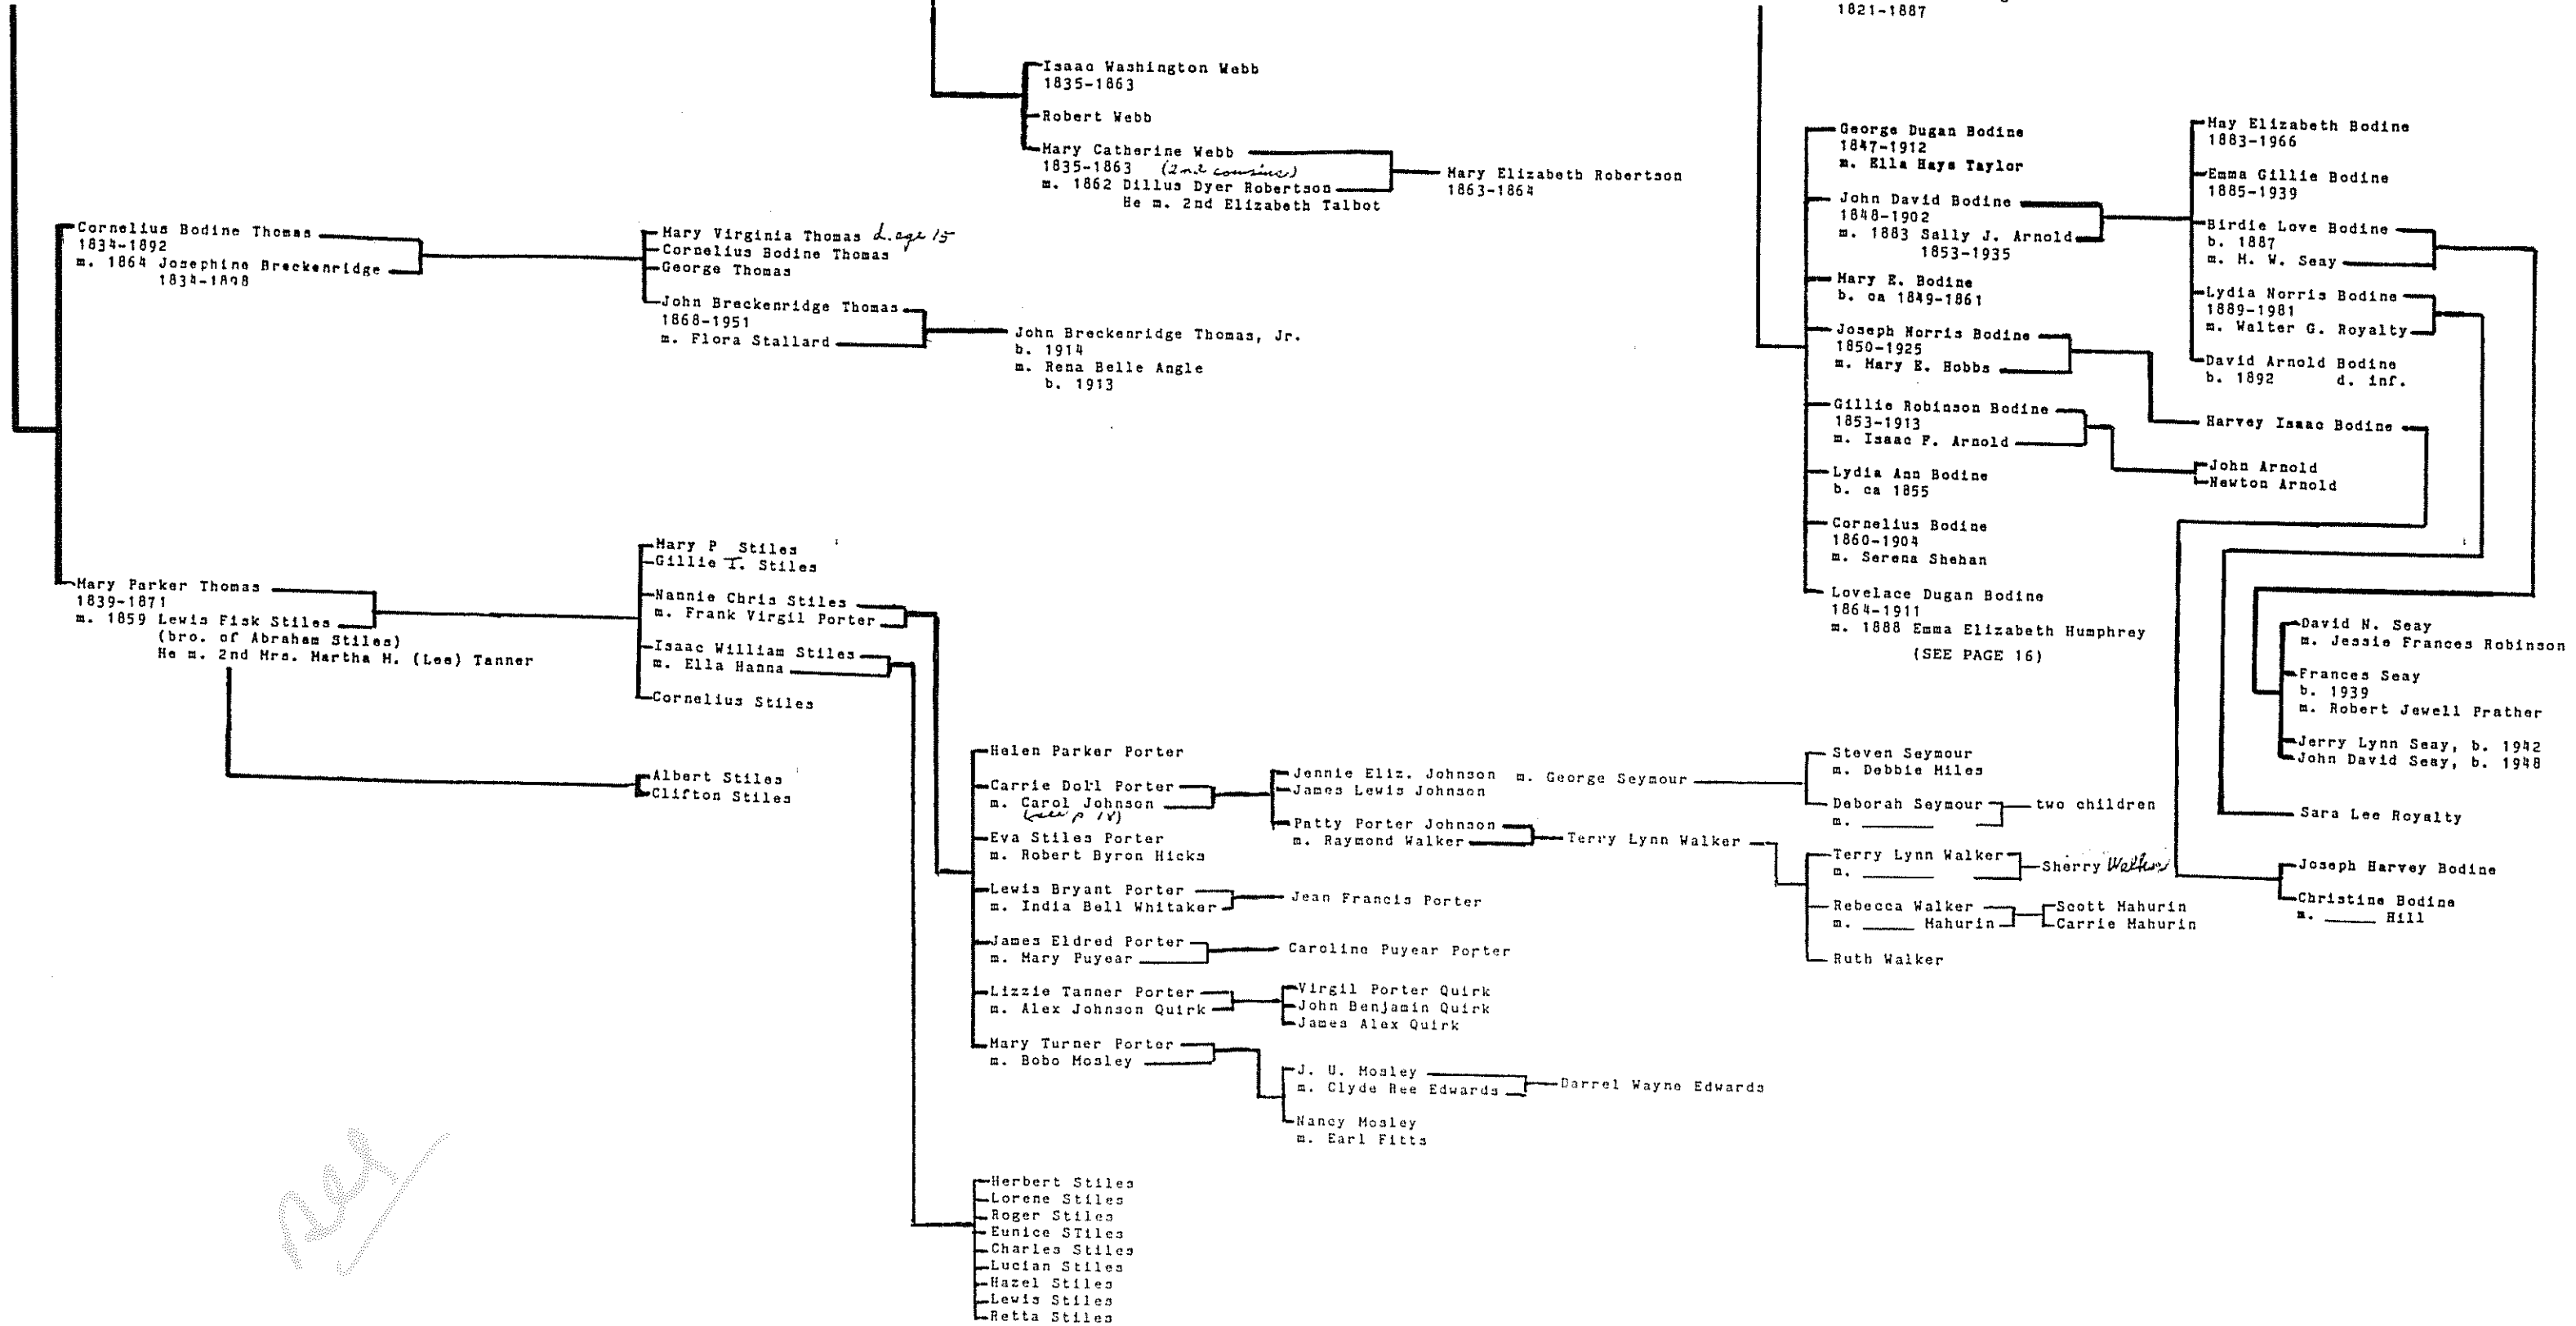 1821-1887
Isaac Washington Webb
1835-1863
Robert Webb
Mary Catherine Webb
1835-1863 (2nd cousins)
m. 1862 Dillus Dyer Robertson
He m. 2nd Elizabeth Talbot
Mary Elizabeth Robertson
1863-1864
Cornelius Bodine Thomas
1834-1892
m. 1864 Josephine Breckenridge
1834-1898
Mary Virginia Thomas d. age 15
Cornelius Bodine Thomas
George Thomas
John Breckenridge Thomas
1868-1951
m. Flora Stallard
John Breckenridge Thomas, Jr.
b. 1914
m. Rena Belle Angle
b. 1913
Mary Parker Thomas
1839-1871
m. 1859 Lewis Fisk Stiles
(bro. of Abraham Stiles)
He m. 2nd Mrs. Martha M. (Lee) Tanner
Mary P Stiles
Gillie T. Stiles
Nannie Chris Stiles
m. Frank Virgil Porter
Isaac William Stiles
m. Ella Hanna
Cornelius Stiles
Albert Stiles
Clifton Stiles
Helen Parker Porter
Carrie Doll Porter
m. Carol Johnson
(see p 18)
Eva Stiles Porter
m. Robert Byron Hicks
Lewis Bryant Porter
m. India Bell Whitaker
James Eldred Porter
m. Mary Puyear
Lizzie Tanner Porter
m. Alex Johnson Quirk
Mary Turner Porter
m. Bobo Mosley
Jennie Eliz. Johnson m. George Seymour
James Lewis Johnson
Patty Porter Johnson
m. Raymond Walker
Terry Lynn Walker
Jean Francis Porter
Caroline Puyear Porter
Virgil Porter Quirk
John Benjamin Quirk
James Alex Quirk
J. U. Mosley
m. Clyde Ree Edwards
Darrel Wayne Edwards
Nancy Mosley
m. Earl Fitts
Steven Seymour
m. Debbie Miles
Deborah Seymour
m. ______
two children
Terry Lynn Walker
m. ______
Sherry Walker
Rebecca Walker
m. _____ Mahurin
Scott Mahurin
Carrie Mahurin
Ruth Walker
Herbert Stiles
Lorene Stiles
Roger Stiles
Eunice STiles
Charles Stiles
Lucian Stiles
Hazel Stiles
Lewis Stiles
Retta Stiles
George Dugan Bodine
1847-1912
m. Ella Hays Taylor
John David Bodine
1848-1902
m. 1883 Sally J. Arnold
1853-1935
Mary E. Bodine
b. ca 1849-1861
Joseph Norris Bodine
1850-1925
m. Mary E. Hobbs
Gillie Robinson Bodine
1853-1913
m. Isaac F. Arnold
Lydia Ann Bodine
b. ca 1855
Cornelius Bodine
1860-1904
m. Serena Shehan
Lovelace Dugan Bodine
1864-1911
m. 1888 Emma Elizabeth Humphrey
(SEE PAGE 16)
May Elizabeth Bodine
1883-1966
Emma Gillie Bodine
1885-1939
Birdie Love Bodine
b. 1887
m. H. W. Seay
Lydia Norris Bodine
1889-1981
m. Walter G. Royalty
David Arnold Bodine
b. 1892 d. inf.
Harvey Isaac Bodine
John Arnold
Newton Arnold
David N. Seay
m. Jessie Frances Robinson
Frances Seay
b. 1939
m. Robert Jewell Prather
Jerry Lynn Seay, b. 1942
John David Seay, b. 1948
Sara Lee Royalty
Joseph Harvey Bodine
Christine Bodine
m. _____ Hill